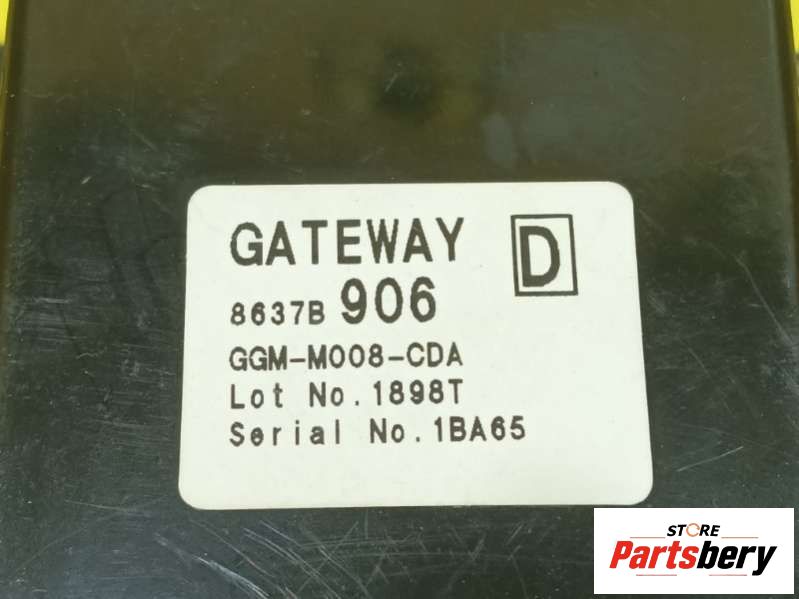 GATEWAY D
8637B 906
GGM-M008-CDA
Lot No.1898T
Serial No.1BA65
STORE
Partsbery